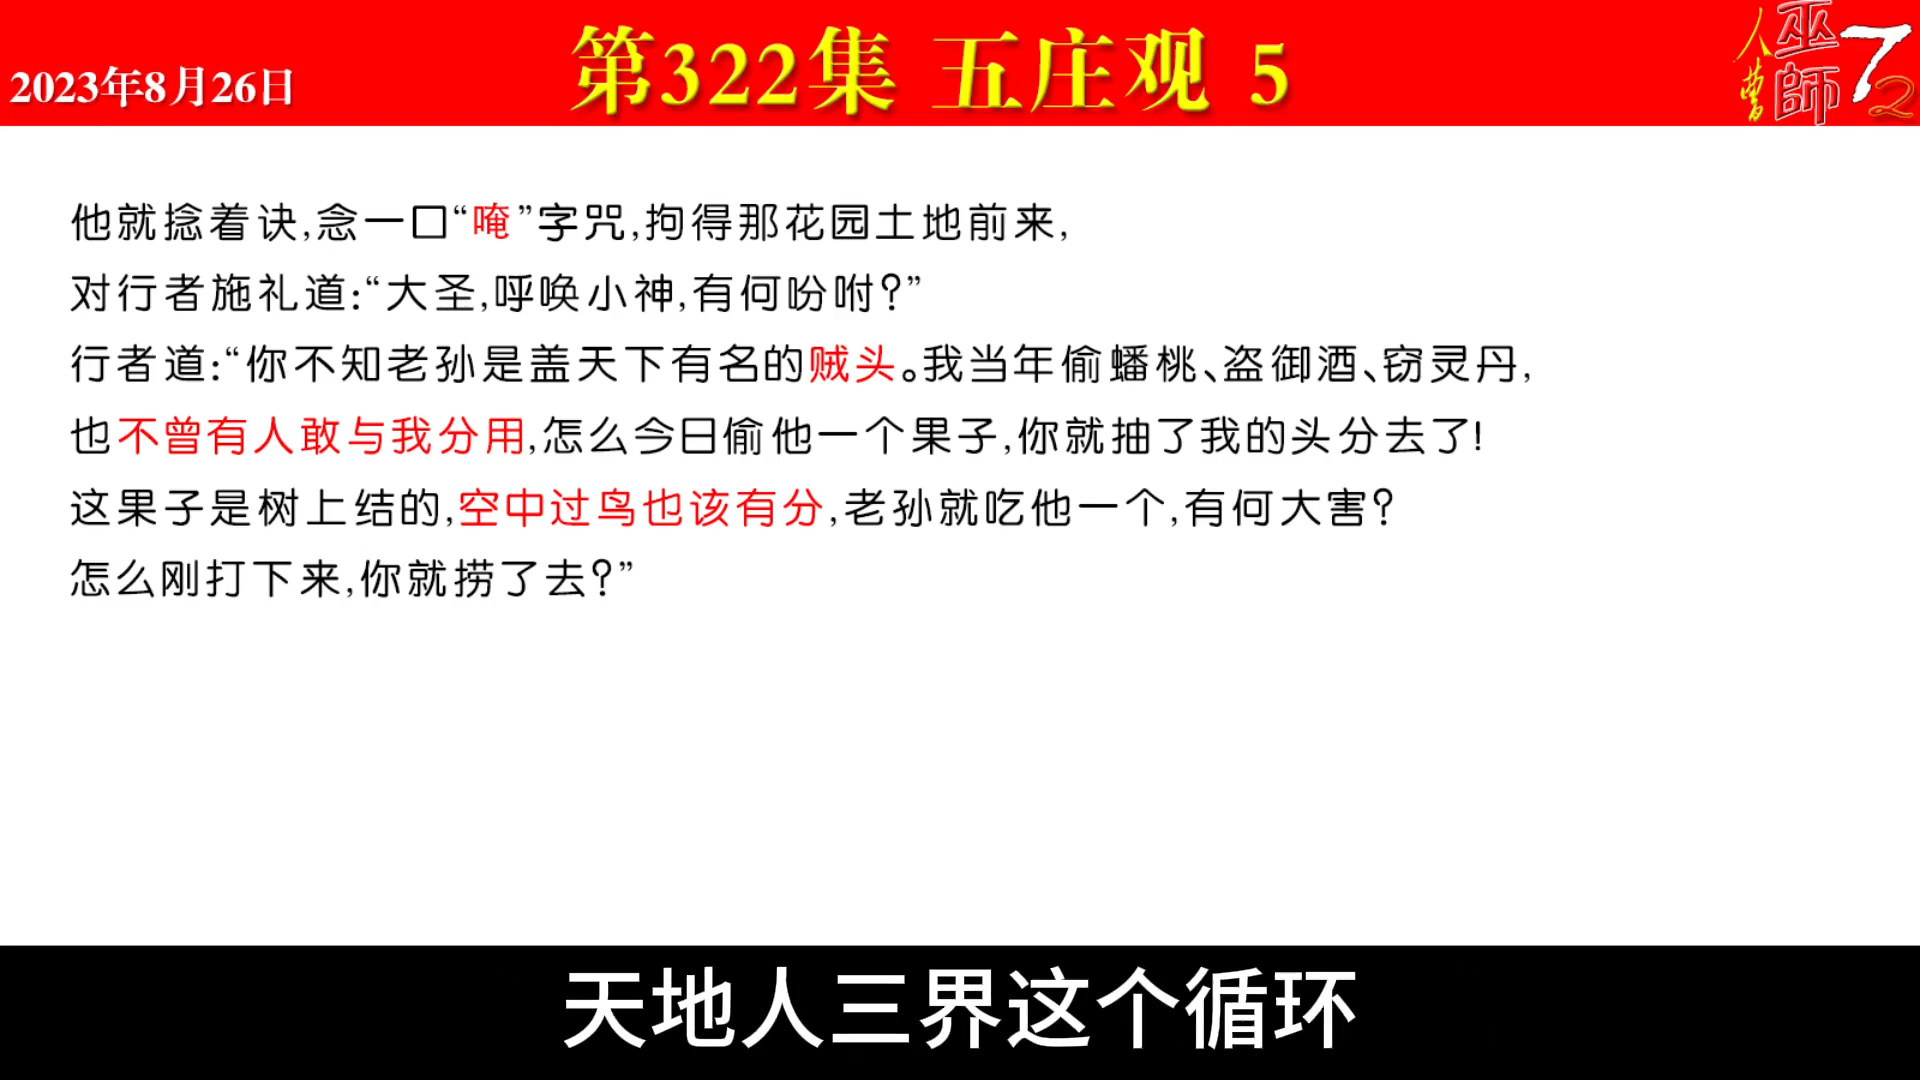 2023年8月26日
第322集 五庄观 5
人曹
巫師
72
他就捻着诀,念一口“唵”字咒,拘得那花园土地前来,
对行者施礼道:“大圣,呼唤小神,有何吩咐?”
行者道:“你不知老孙是盖天下有名的贼头。我当年偷蟠桃、盗御酒、窃灵丹,
也不曾有人敢与我分用,怎么今日偷他一个果子,你就抽了我的头分去了!
这果子是树上结的,空中过鸟也该有分,老孙就吃他一个,有何大害?
怎么刚打下来,你就捞了去?”
天地人三界这个循环